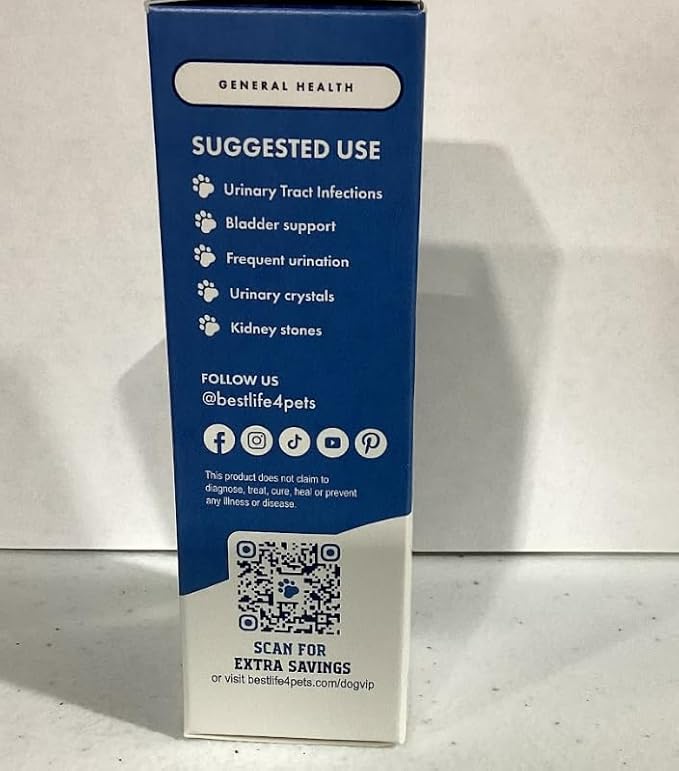 GENERAL HEALTH
SUGGESTED USE
Urinary Tract Infections
Bladder support
Frequent urination
Urinary crystals
Kidney stones
FOLLOW US
@bestlife4pets
This product does not claim to
diagnose, treat, cure, heal or prevent
any illness or disease.
SCAN FOR
EXTRA SAVINGS
or visit bestlife4pets.com/dogvip